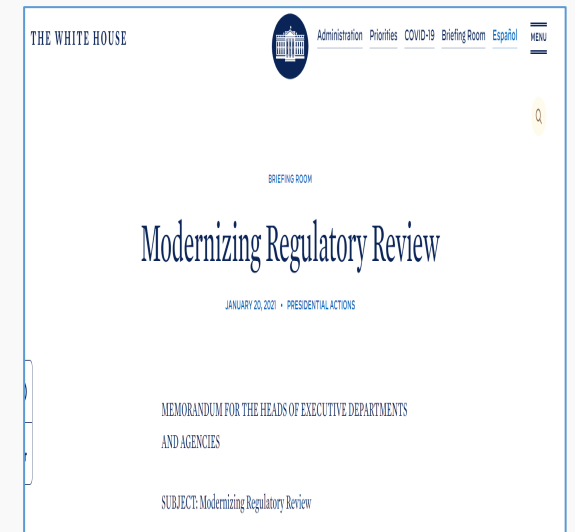 THE WHITE HOUSE
Administration Priorities COVID-19 Briefing Room Español MENU
BRIEFING ROOM
Modernizing Regulatory Review
JANUARY 20, 2021 • PRESIDENTIAL ACTIONS
MEMORANDUM FOR THE HEADS OF EXECUTIVE DEPARTMENTS
AND AGENCIES
SUBJECT: Modernizing Regulatory Review